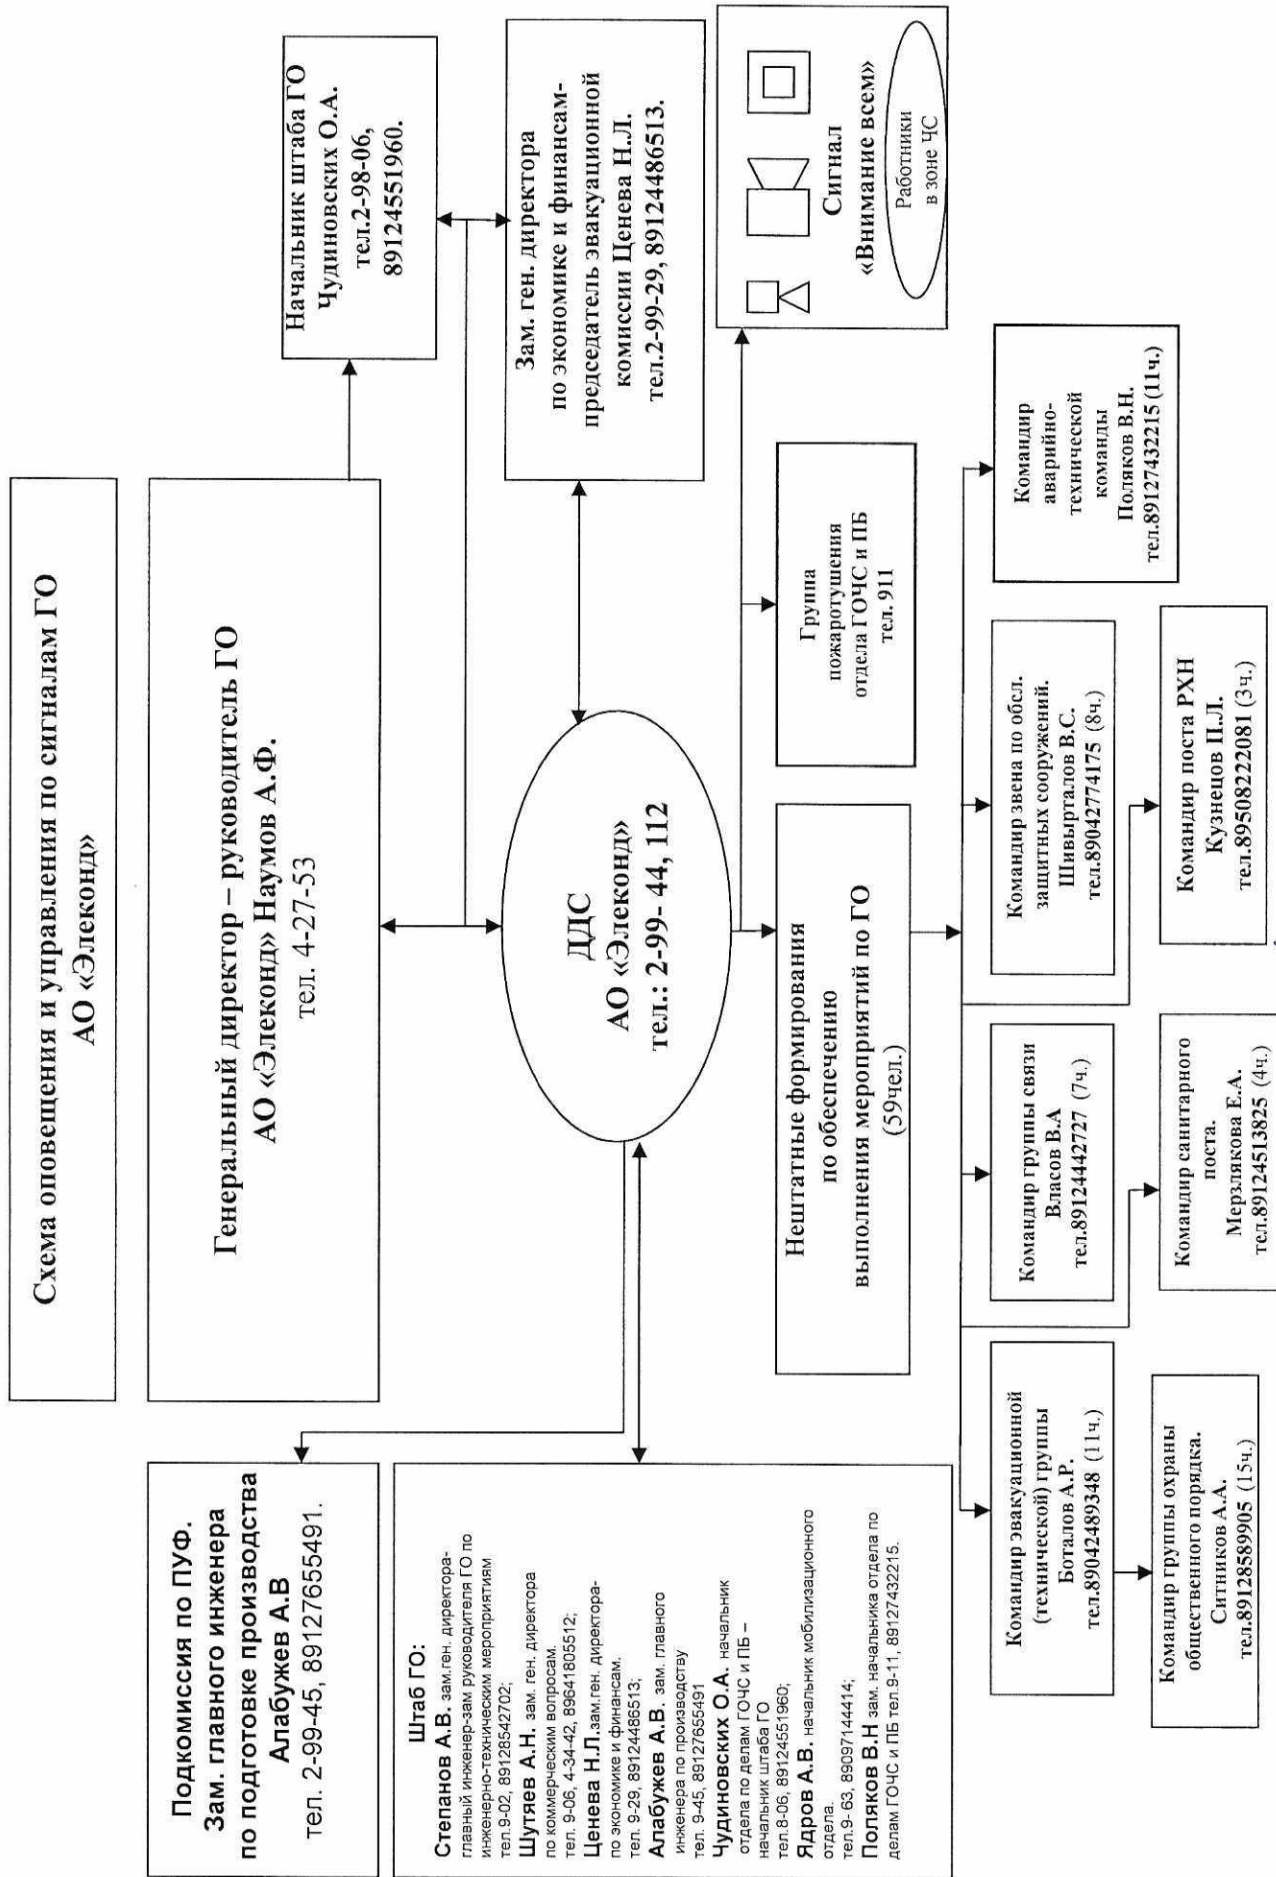 Схема оповещения и управления по сигналам ГО
АО «Элеконд»
Генеральный директор – руководитель ГО
АО «Элеконд» Наумов А.Ф.
тел. 4-27-53
Начальник штаба ГО
Чудиновских О.А.
тел.2-98-06,
89124551960.
Подкомиссия по ПУФ.
Зам. главного инженера
по подготовке производства
Алабужев А.В
тел. 2-99-45, 89127655491.
ДДС
АО «Элеконд»
тел.: 2-99- 44, 112
Зам. ген. директора
по экономике и финансам-
председатель эвакуационной
комиссии Ценева Н.Л.
тел.2-99-29, 89124486513.
Штаб ГО:
Степанов А.В. зам.ген. директора-
главный инженер-зам руководителя ГО по
инженерно-техническим мероприятиям
тел.9-02, 89128542702;
Шутяев А.Н. зам. ген. директора
по коммерческим вопросам.
тел. 9-06, 4-34-42, 89641805512;
Ценева Н.Л.зам.ген. директора-
по экономике и финансам.
тел. 9-29, 89124486513;
Алабужев А.В. зам. главного
инженера по производству
тел. 9-45, 89127655491
Чудиновских О.А. начальник
отдела по делам ГОЧС и ПБ –
начальник штаба ГО
тел.8-06, 89124551960;
Ядров А.В. начальник мобилизационного
отдела.
тел.9- 63, 89097144414;
Поляков В.Н зам. начальника отдела по
делам ГОЧС и ПБ тел.9-11, 89127432215.
Нештатные формирования
по обеспечению
выполнения мероприятий по ГО
(59чел.)
Группа
пожаротушения
отдела ГОЧС и ПБ
тел. 911
Сигнал
«Внимание всем»
Работники
в зоне ЧС
Командир эвакуационной
(технической) группы
Боталов А.Р.
тел.89042489348 (11ч.)
Командир группы связи
Власов В.А
тел.89124442727 (7ч.)
Командир звена по обсл.
защитных сооружений.
Шивырталов В.С.
тел.89042774175 (8ч.)
Командир
аварийно-
технической
команды
Поляков В.Н.
тел.89127432215 (11ч.)
Командир группы охраны
общественного порядка.
Ситников А.А.
тел.89128589905 (15ч.)
Командир санитарного
поста.
Мерзлякова Е.А.
тел.89124513825 (4ч.)
Командир поста РХН
Кузнецов П.Л.
тел.89508222081 (3ч.)